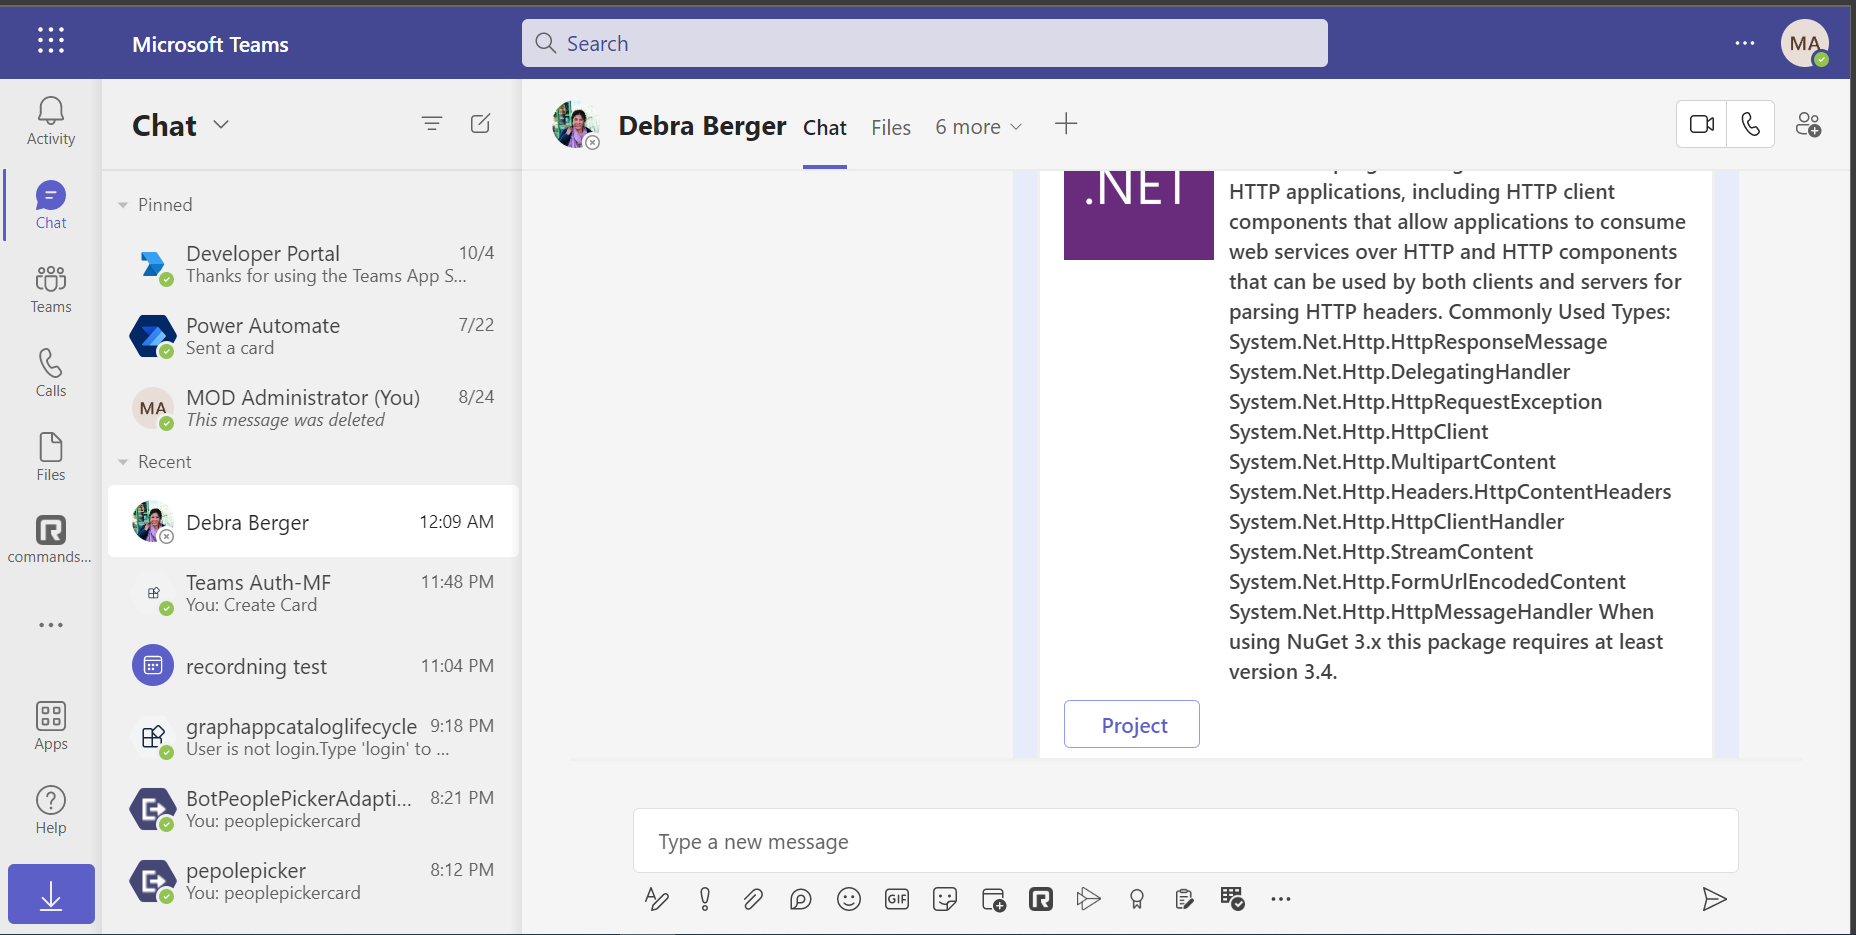 Microsoft Teams
Search
MA
Activity
Chat
Teams
Calls
Files
commands...
Apps
Help
Chat
Pinned
Developer Portal 10/4
Thanks for using the Teams App S...
Power Automate 7/22
Sent a card
MA
MOD Administrator (You) 8/24
This message was deleted
Recent
Debra Berger 12:09 AM
Teams Auth-MF 11:48 PM
You: Create Card
recordning test 11:04 PM
graphappcataloglifecycle 9:18 PM
User is not login.Type 'login' to ...
BotPeoplePickerAdapti... 8:21 PM
You: peoplepickercard
pepolepicker 8:12 PM
You: peoplepickercard
Debra Berger Chat Files 6 more
.NET
HTTP applications, including HTTP client
components that allow applications to consume
web services over HTTP and HTTP components
that can be used by both clients and servers for
parsing HTTP headers. Commonly Used Types:
System.Net.Http.HttpResponseMessage
System.Net.Http.DelegatingHandler
System.Net.Http.HttpRequestException
System.Net.Http.HttpClient
System.Net.Http.MultipartContent
System.Net.Http.Headers.HttpContentHeaders
System.Net.Http.HttpClientHandler
System.Net.Http.StreamContent
System.Net.Http.FormUrlEncodedContent
System.Net.Http.HttpMessageHandler When
using NuGet 3.x this package requires at least
version 3.4.
Project
Type a new message
GIF